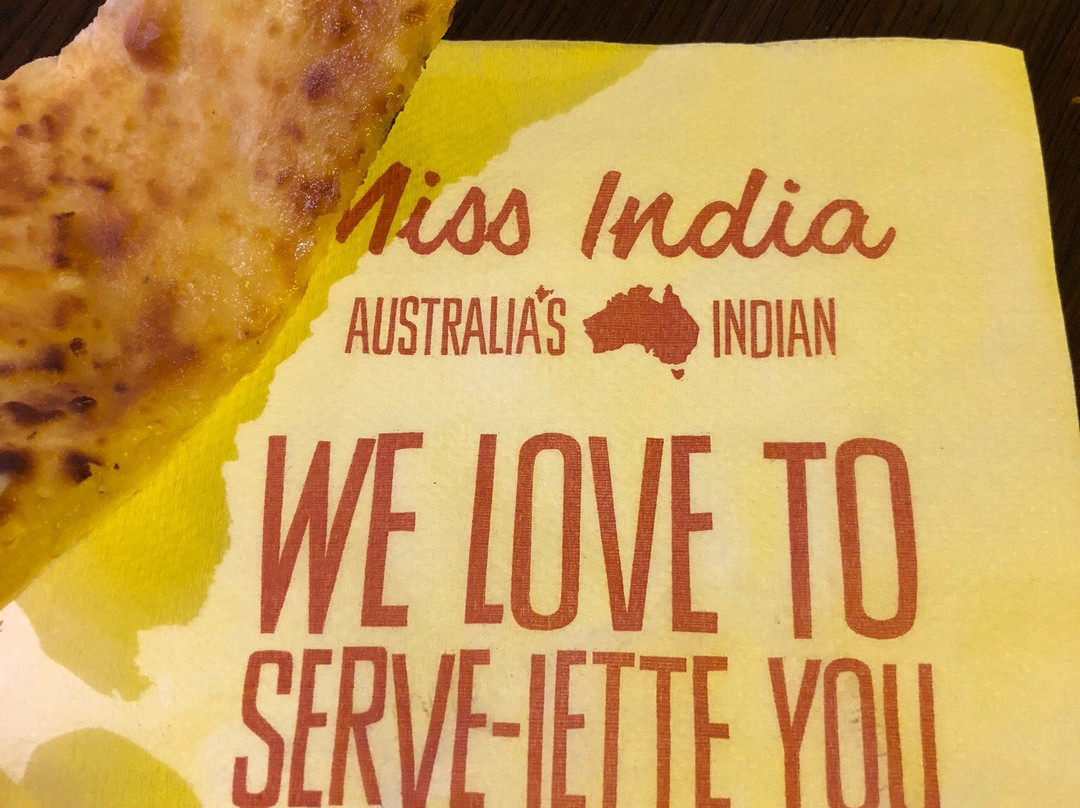 Miss India
AUSTRALIA'S INDIAN
WE LOVE TO
SERVE-IETTE YOU